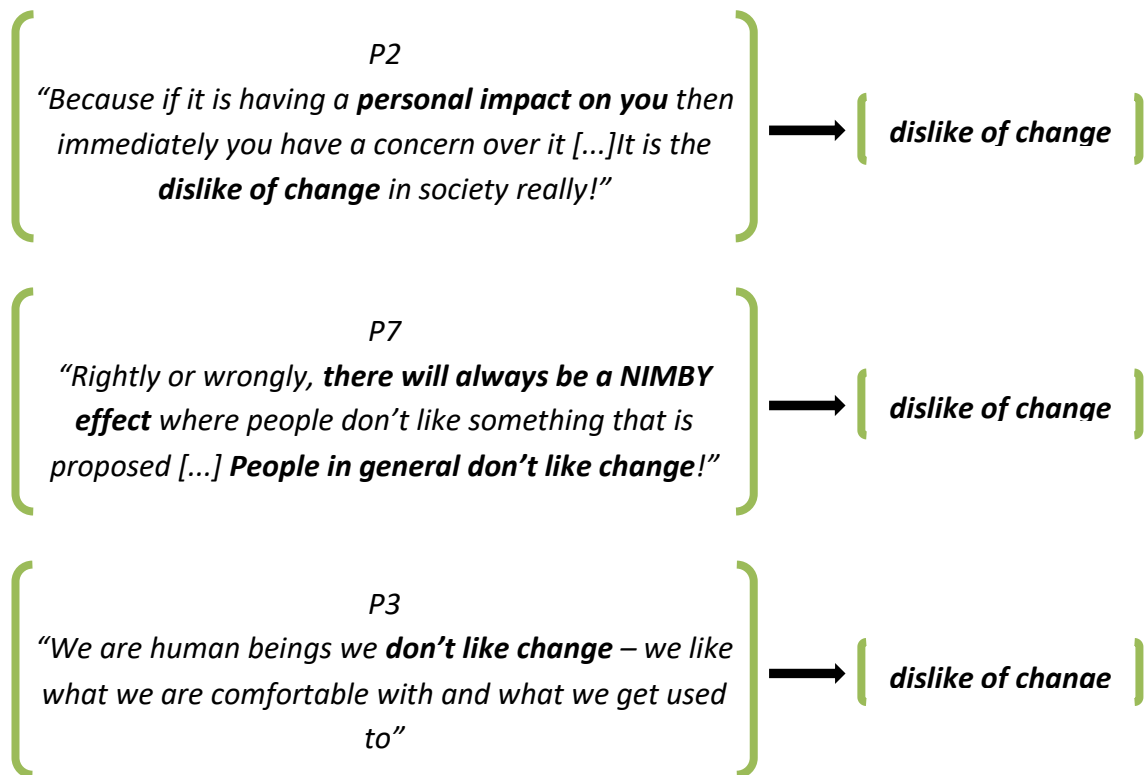 P2
“Because if it is having a personal impact on you then
immediately you have a concern over it [...]It is the
dislike of change in society really!”
dislike of change
P7
“Rightly or wrongly, there will always be a NIMBY
effect where people don’t like something that is
proposed [...] People in general don’t like change!”
dislike of change
P3
“We are human beings we don’t like change – we like
what we are comfortable with and what we get used
to”
dislike of change